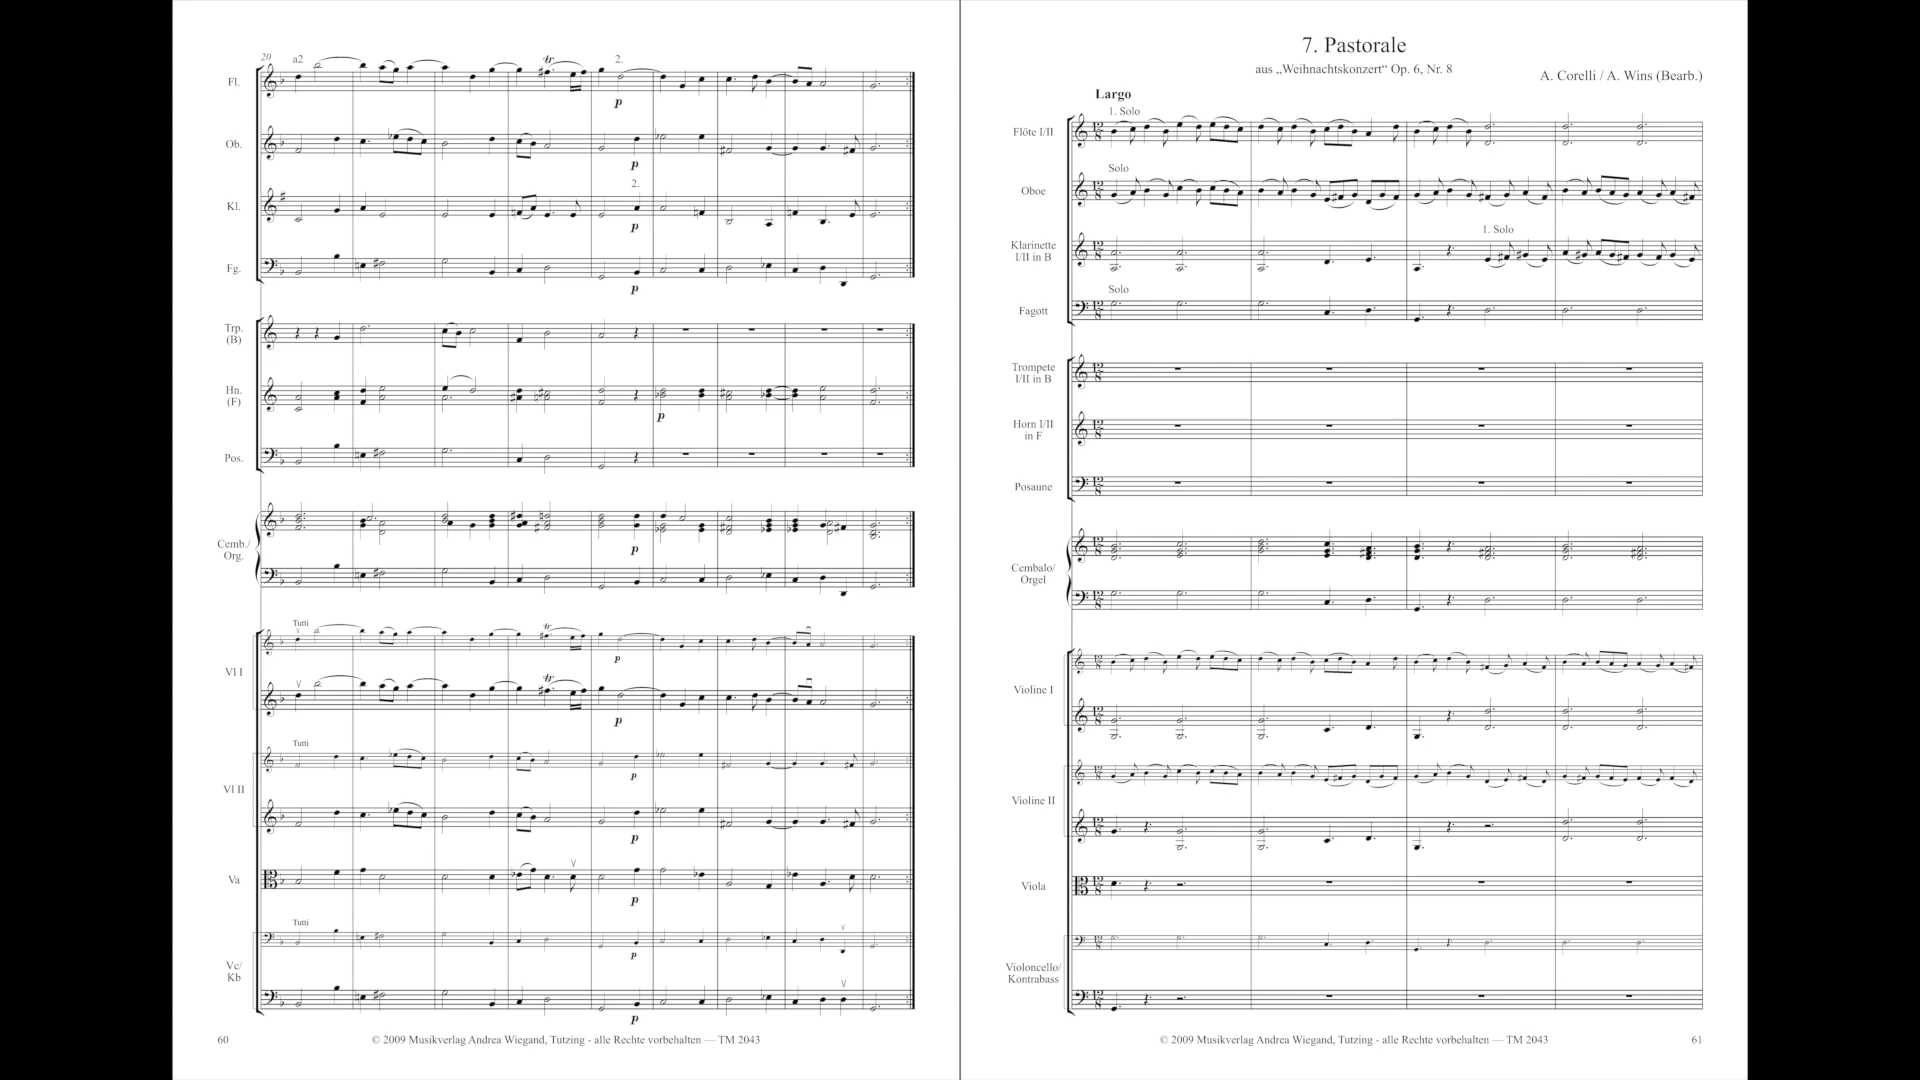 20
a2
2.
Fl.
tr
p
Ob.
p
2.
Kl.
p
Fg.
p
Trp.
(B)
Hn.
(F)
p
Pos.
Cemb./
Org.
p
Tutti
tr
p
Vl I
tr
p
Tutti
p
Vl II
p
Va
p
Tutti
p
Vc/
Kb
p
60
© 2009 Musikverlag Andrea Wiegand, Tutzing - alle Rechte vorbehalten — TM 2043
7. Pastorale
aus „Weihnachtskonzert“ Op. 6, Nr. 8
A. Corelli / A. Wins (Bearb.)
Largo
1. Solo
Flöte I/II
Solo
Oboe
1. Solo
Klarinette
I/II in B
Solo
Fagott
Trompete
I/II in B
Horn I/II
in F
Posaune
Cembalo/
Orgel
Violine I
Violine II
Viola
Violoncello/
Kontrabass
© 2009 Musikverlag Andrea Wiegand, Tutzing - alle Rechte vorbehalten — TM 2043
61